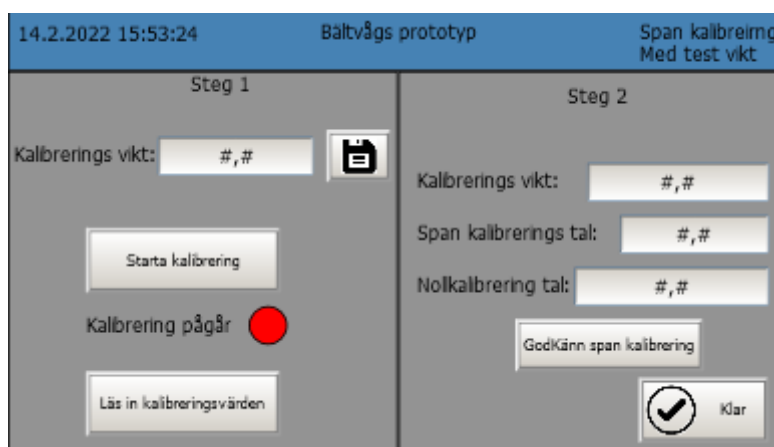 14.2.2022 15:53:24
Bältvågs prototyp
Span kalibreirng
Med test vikt
Steg 1
Kalibrerings vikt: #,#
Starta kalibrering
Kalibrering pågår
Läs in kalibreringsvärden
Steg 2
Kalibrerings vikt: #,#
Span kalibrerings tal: #,#
Nollkalibrering tal: #,#
GodKänn span kalibrering
Klar